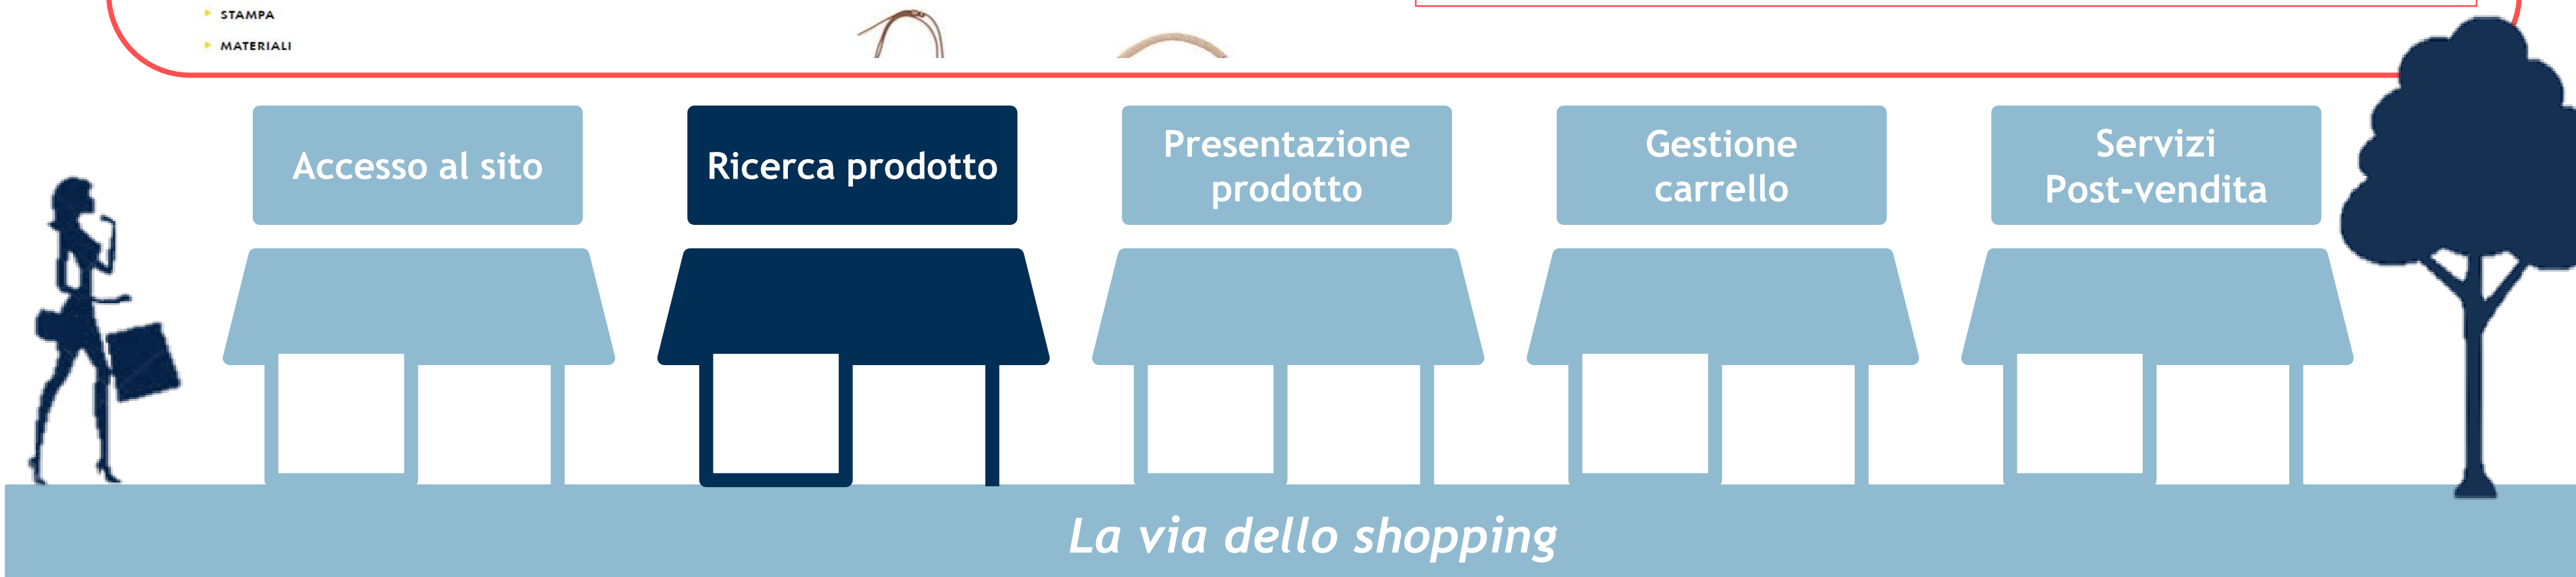 STAMPA
MATERIALI
Accesso al sito
Ricerca prodotto
Presentazione
prodotto
Gestione
carrello
Servizi
Post-vendita
La via dello shopping